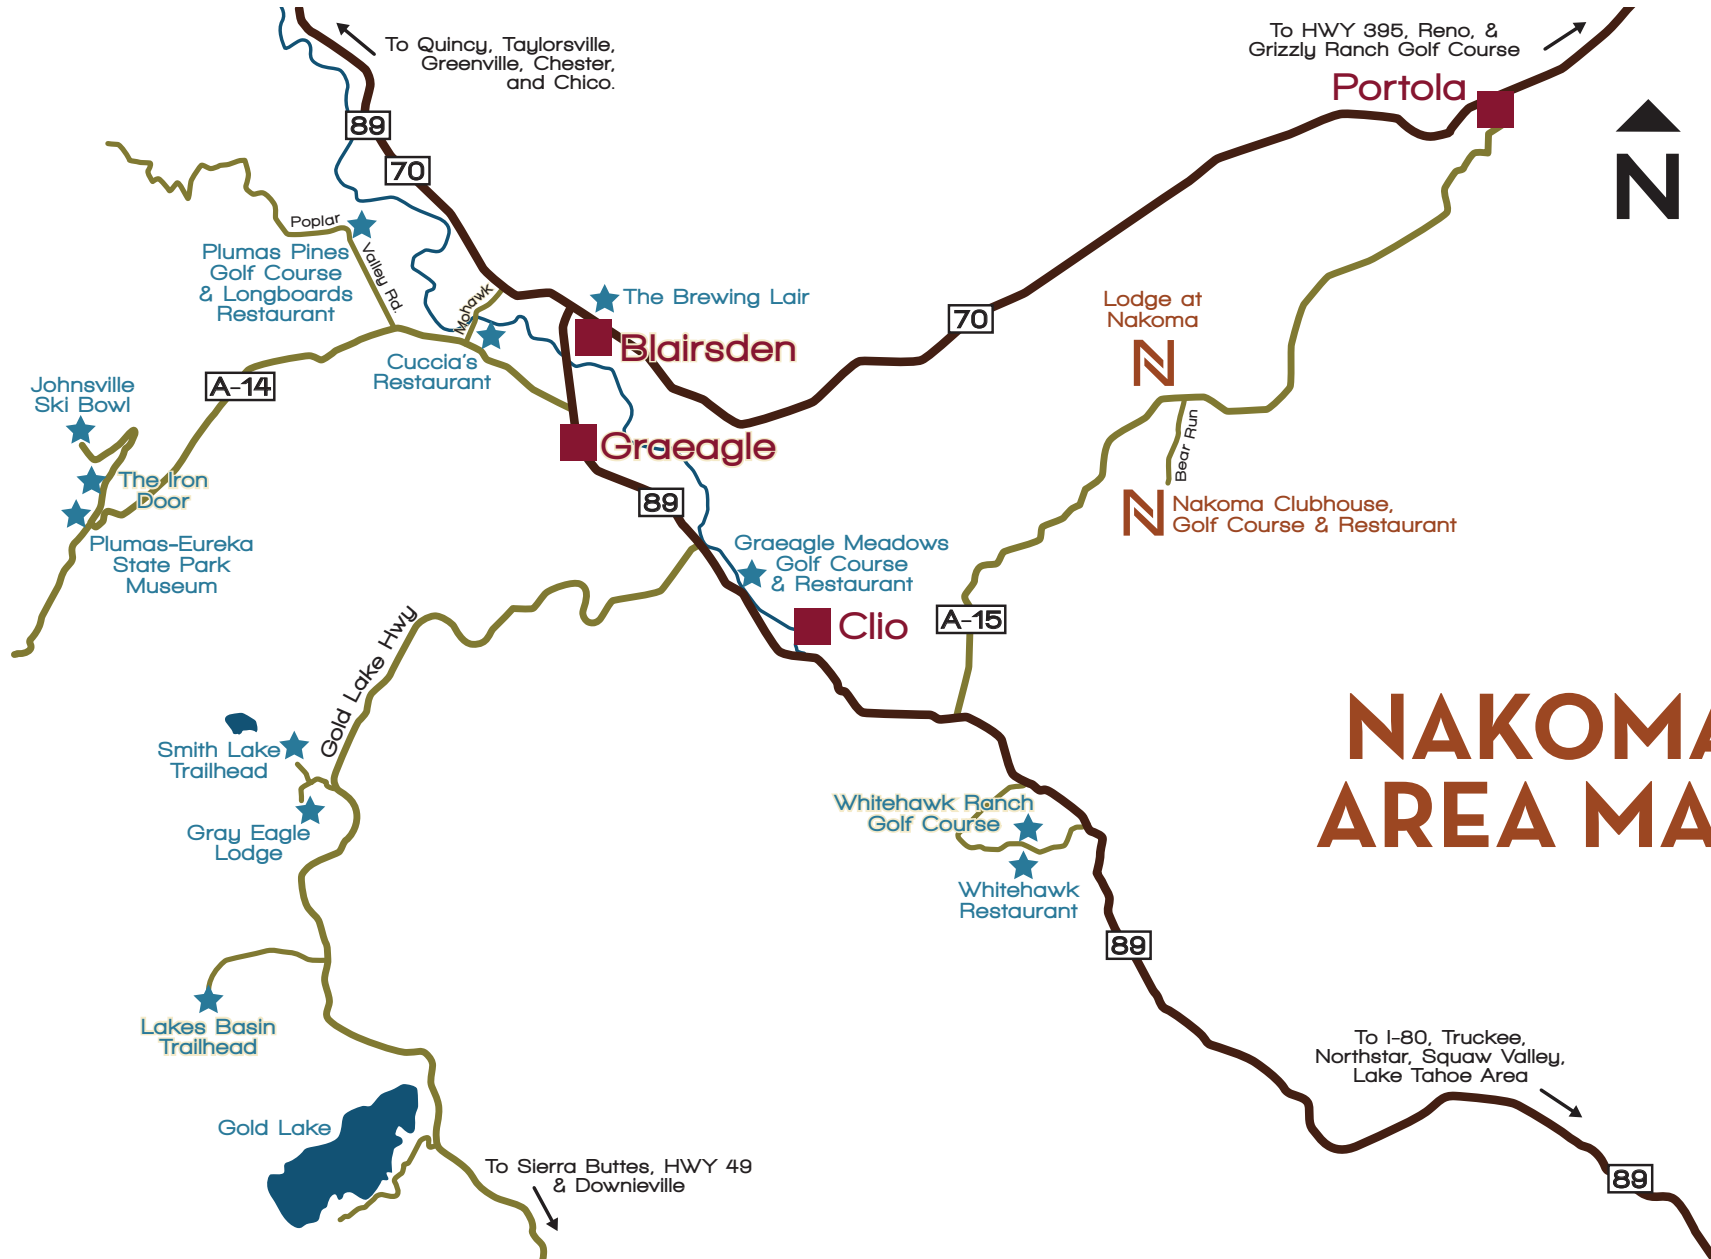 To Quincy, Taylorsville,
Greenville, Chester,
and Chico.
To HWY 395, Reno, &
Grizzly Ranch Golf Course
Portola
N
89
70
Poplar
Valley Rd.
Plumas Pines
Golf Course
& Longboards
Restaurant
Mohawk
The Brewing Lair
Blairsden
Cuccia's
Restaurant
70
Lodge at
Nakoma
N
A-14
Johnsville
Ski Bowl
The Iron
Door
Plumas-Eureka
State Park
Museum
Graeagle
89
Bear Run
N
Nakoma Clubhouse,
Golf Course & Restaurant
Graeagle Meadows
Golf Course
& Restaurant
Clio
A-15
Gold Lake Hwy
Smith Lake
Trailhead
Gray Eagle
Lodge
NAKOMA
AREA MA
Whitehawk Ranch
Golf Course
Whitehawk
Restaurant
89
Lakes Basin
Trailhead
To I-80, Truckee,
Northstar, Squaw Valley,
Lake Tahoe Area
Gold Lake
To Sierra Buttes, HWY 49
& Downieville
89